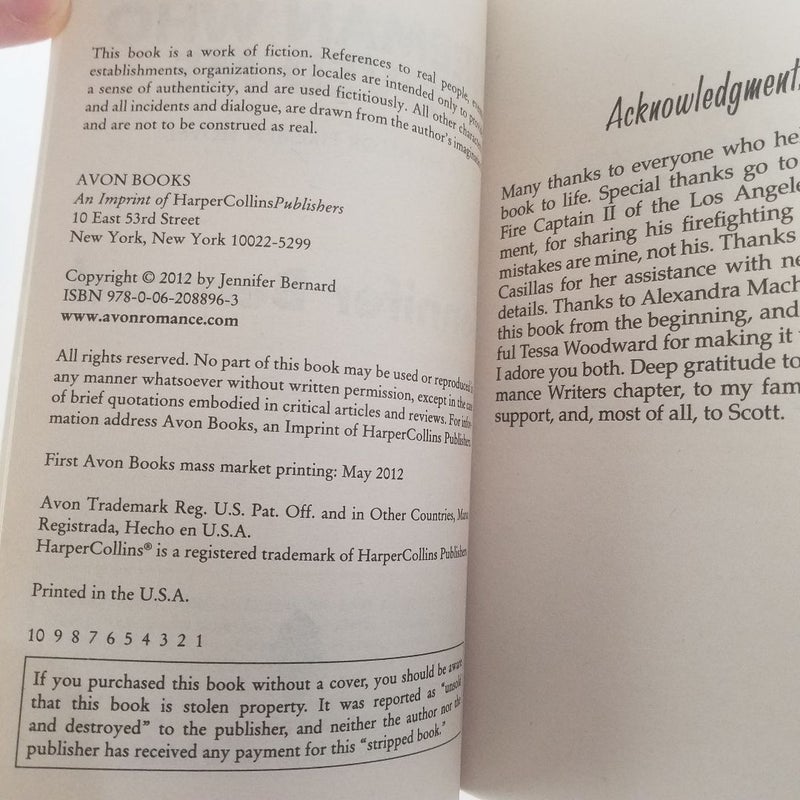 This book is a work of fiction. References to real people,
establishments, organizations, or locales are intended only to
a sense of authenticity, and are used fictitiously. All other
and all incidents and dialogue, are drawn from the author's
and are not to be construed as real.
AVON BOOKS
An Imprint of HarperCollinsPublishers
10 East 53rd Street
New York, New York 10022-5299
Copyright © 2012 by Jennifer Bernard
ISBN 978-0-06-208896-3
www.avonromance.com
All rights reserved. No part of this book may be used or reproduced
any manner whatsoever without written permission, except in the
of brief quotations embodied in critical articles and reviews. For
mation address Avon Books, an Imprint of HarperCollins
First Avon Books mass market printing: May 2012
Avon Trademark Reg. U.S. Pat. Off. and in Other Countries,
Registrada, Hecho en U.S.A.
HarperCollins® is a registered trademark of HarperCollins
Printed in the U.S.A.
10 9 8 7 6 5 4 3 2 1
If you purchased this book without a cover, you should be aware
that this book is stolen property. It was reported as "unsold
and destroyed" to the publisher, and neither the author nor the
publisher has received any payment for this "stripped book."
Acknowledgment
Many thanks to everyone who he
book to life. Special thanks go to
Fire Captain II of the Los Angele
ment, for sharing his firefighting
mistakes are mine, not his. Thanks
Casillas for her assistance with ne
details. Thanks to Alexandra Mach
this book from the beginning, and
ful Tessa Woodward for making it
I adore you both. Deep gratitude to
mance Writers chapter, to my fam
support, and, most of all, to Scott.